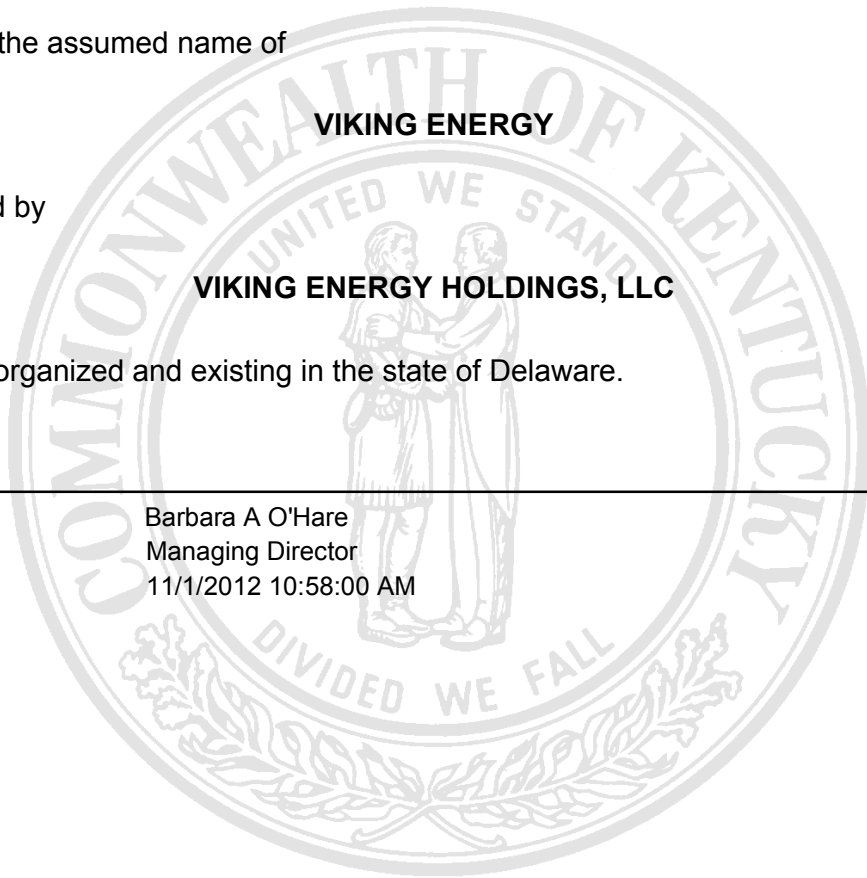 the assumed name of
VIKING ENERGY
d by
VIKING ENERGY HOLDINGS, LLC
organized and existing in the state of Delaware.
Barbara A O'Hare
Managing Director
11/1/2012 10:58:00 AM
COMMONWEALTH OF KENTUCKY
UNITED WE STAND
DIVIDED WE FALL